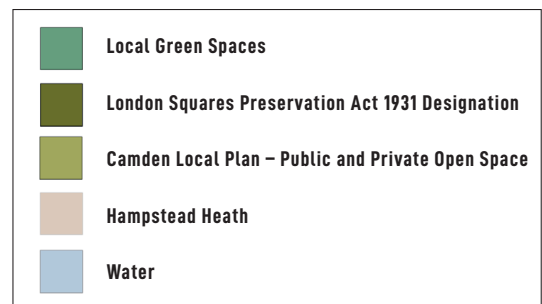 Local Green Spaces
London Squares Preservation Act 1931 Designation
Camden Local Plan – Public and Private Open Space
Hampstead Heath
Water